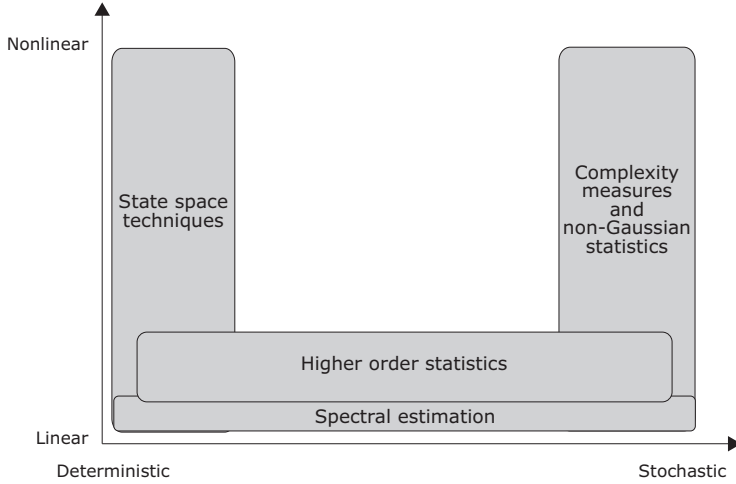 Nonlinear
State space
techniques
Complexity
measures
and
non-Gaussian
statistics
Higher order statistics
Spectral estimation
Linear
Deterministic
Stochastic